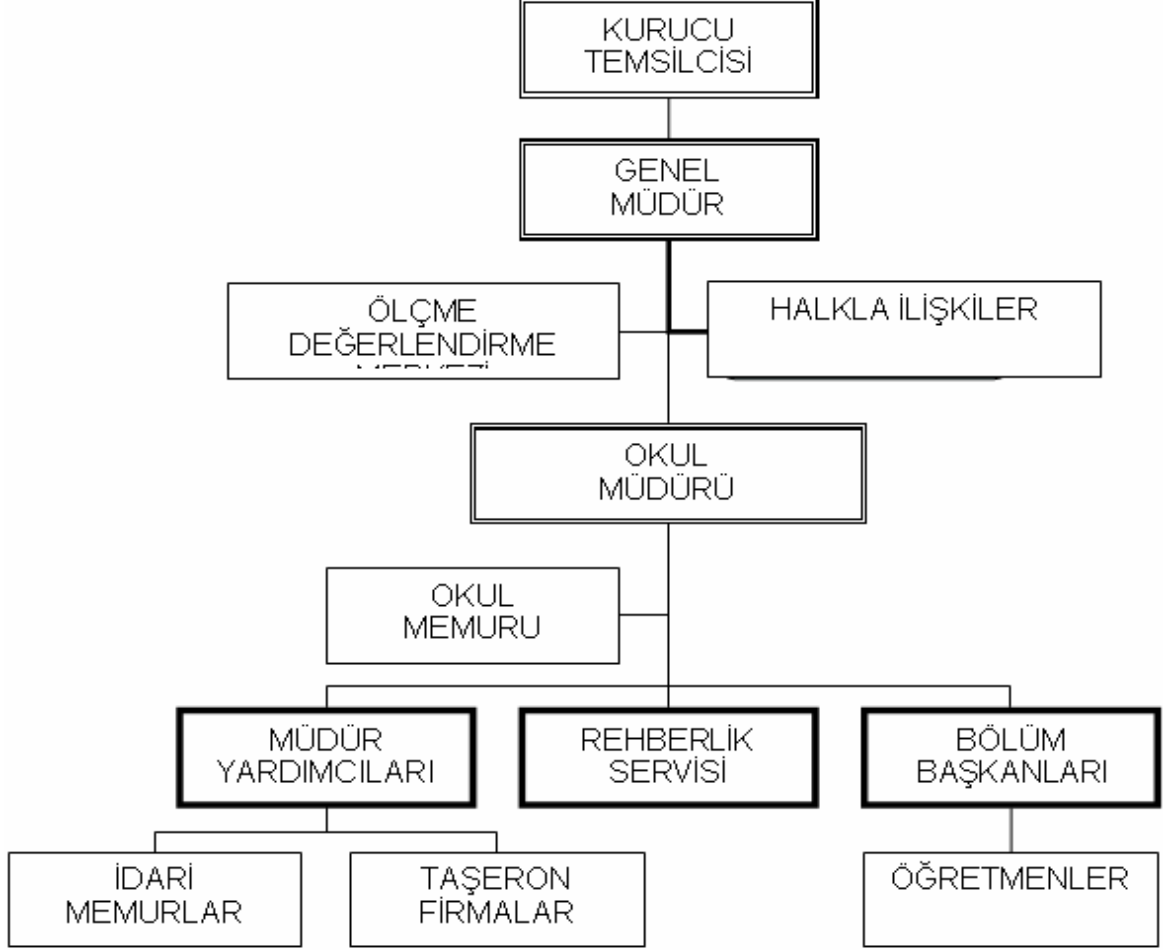 KURUCU
TEMSİLCİSİ
GENEL
MÜDÜR
ÖLÇME
DEĞERLENDİRME
HALKLA İLİŞKİLER
OKUL
MÜDÜRÜ
OKUL
MEMURU
MÜDÜR
YARDIMCILARI
REHBERLİK
SERVİSİ
BÖLÜM
BAŞKANLARI
İDARİ
MEMURLAR
TAŞERON
FİRMALAR
ÖĞRETMENLER